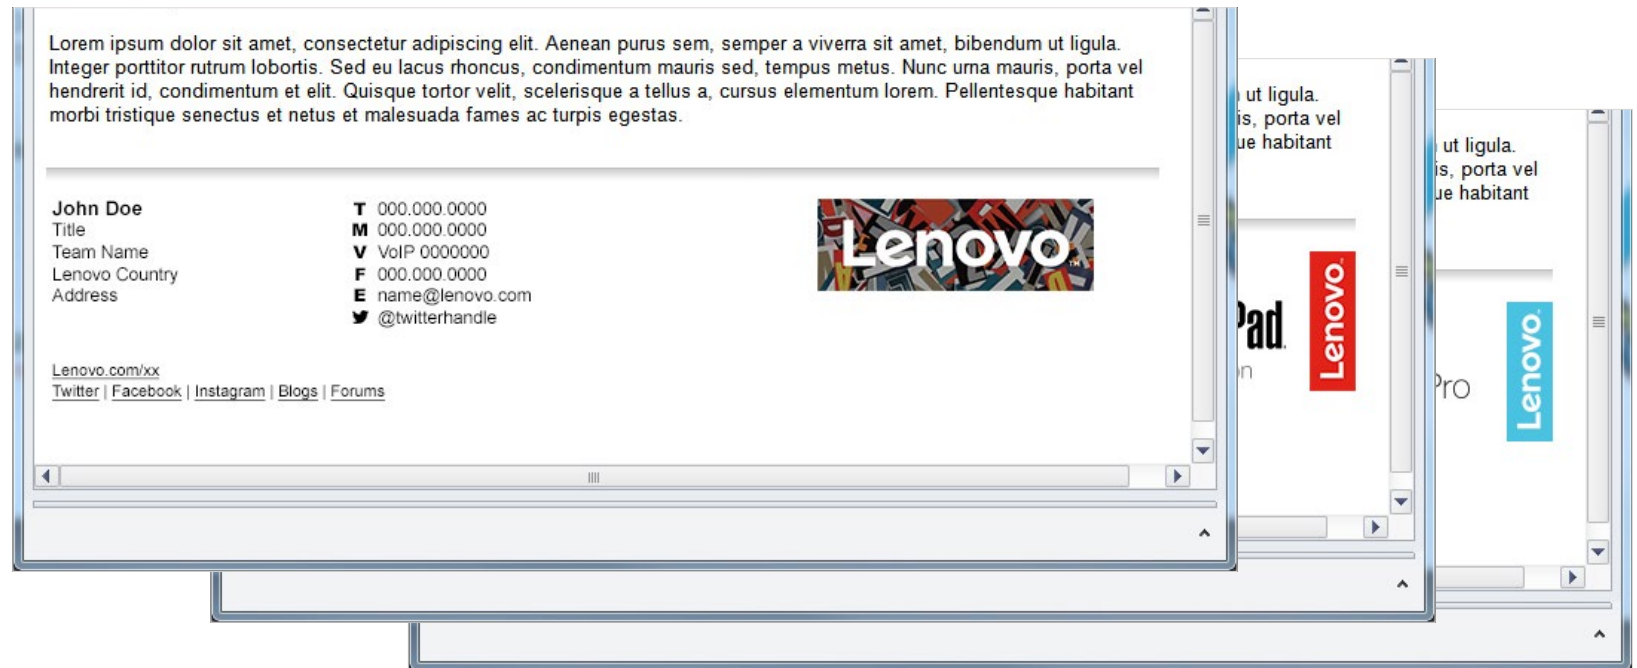 Lorem ipsum dolor sit amet, consectetur adipiscing elit. Aenean purus sem, semper a viverra sit amet, bibendum ut ligula.
Integer porttitor rutrum lobortis. Sed eu lacus rhoncus, condimentum mauris sed, tempus metus. Nunc urna mauris, porta vel
hendrerit id, condimentum et elit. Quisque tortor velit, scelerisque a tellus a, cursus elementum lorem. Pellentesque habitant
morbi tristique senectus et netus et malesuada fames ac turpis egestas.
John Doe
Title
Team Name
Lenovo Country
Address
T 000.000.0000
M 000.000.0000
V VoIP 0000000
F 000.000.0000
E name@lenovo.com
@twitterhandle
Lenovo™
Lenovo.com/xx
Twitter | Facebook | Instagram | Blogs | Forums
ut ligula.
is, porta vel
ue habitant
Pad.
on
Lenovo
ut ligula.
is, porta vel
ue habitant
Pro
Lenovo